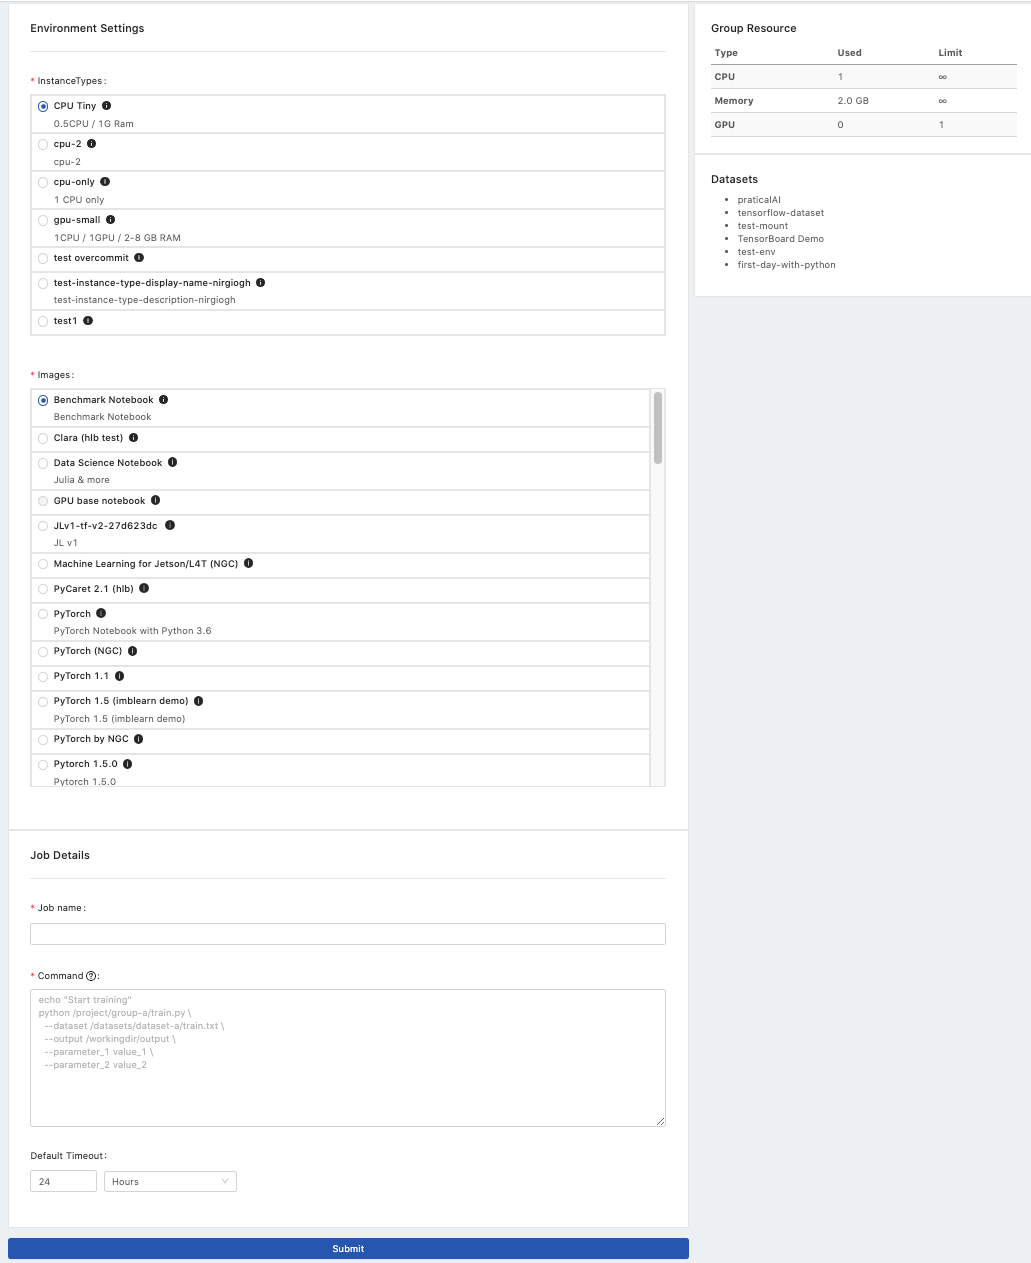 Environment Settings
* InstanceTypes:
CPU Tiny
0.5CPU / 1G Ram
cpu-2
cpu-2
cpu-only
1 CPU only
gpu-small
1CPU / 1GPU / 2-8 GB RAM
test overcommit
test-instance-type-display-name-nirgiogh
test-instance-type-description-nirgiogh
test1
* Images:
Benchmark Notebook
Benchmark Notebook
Clara (hlb test)
Data Science Notebook
Julia & more
GPU base notebook
JLv1-tf-v2-27d623dc
JL v1
Machine Learning for Jetson/L4T (NGC)
PyCaret 2.1 (hlb)
PyTorch
PyTorch Notebook with Python 3.6
PyTorch (NGC)
PyTorch 1.1
PyTorch 1.5 (imblearn demo)
PyTorch 1.5 (imblearn demo)
PyTorch by NGC
Pytorch 1.5.0
Pytorch 1.5.0
Job Details
* Job name:
* Command ?:
echo "Start training"
python /project/group-a/train.py \
--dataset /datasets/dataset-a/train.txt \
--output /workingdir/output \
--parameter_1 value_1 \
--parameter_2 value_2
Default Timeout:
24 Hours
Submit
Group Resource
Type Used Limit
CPU 1 ∞
Memory 2.0 GB ∞
GPU 0 1
Datasets
• praticalAI
• tensorflow-dataset
• test-mount
• TensorBoard Demo
• test-env
• first-day-with-python